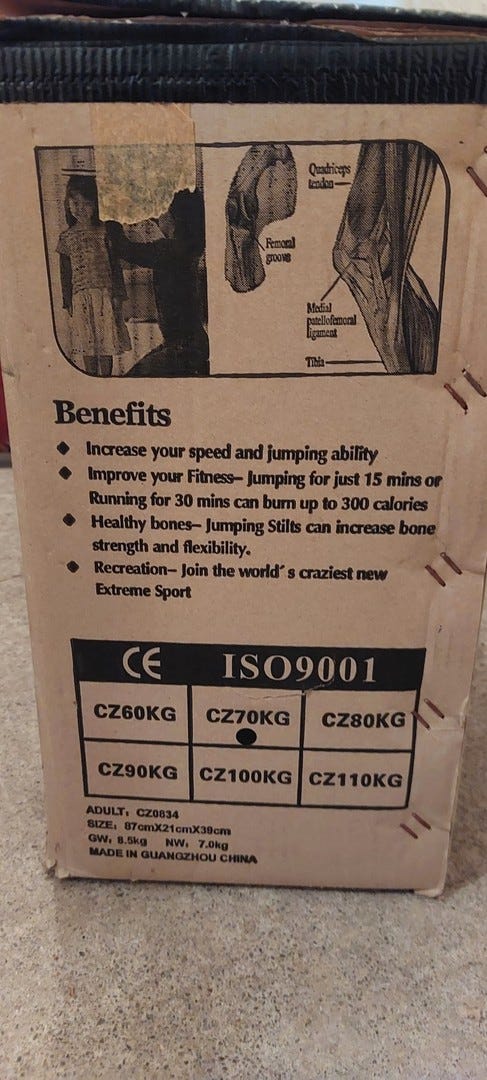 Quadriceps
tendon
Femoral
groove
Medial
patellofemoral
ligament
Tibia
Benefits
Increase your speed and jumping ability
Improve your Fitness- Jumping for just 15 mins or
Running for 30 mins can burn up to 300 calories
Healthy bones- Jumping Stilts can increase bone
strength and flexibility.
Recreation- Join the world's craziest new
Extreme Sport
CE ISO9001
CZ60KG CZ70KG CZ80KG
CZ90KG CZ100KG CZ110KG
ADULT: CZ0834
SIZE: 87cmX21cmX39cm
GW: 8.5kg NW: 7.0kg
MADE IN GUANGZHOU CHINA